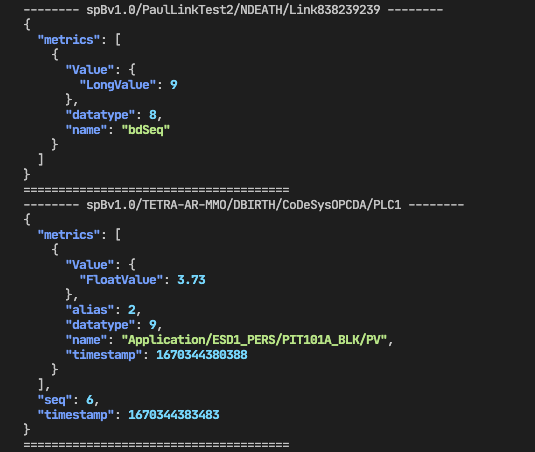 -------- spBv1.0/PaulLinkTest2/NDEATH/Link838239239 --------
{
  "metrics": [
    {
      "Value": {
        "LongValue": 9
      },
      "datatype": 8,
      "name": "bdSeq"
    }
  ]
}
======================================
-------- spBv1.0/TETRA-AR-MMO/DBIRTH/CoDeSysOPCDA/PLC1 --------
{
  "metrics": [
    {
      "Value": {
        "FloatValue": 3.73
      },
      "alias": 2,
      "datatype": 9,
      "name": "Application/ESD1_PERS/PIT101A_BLK/PV",
      "timestamp": 1670344380388
    }
  ],
  "seq": 6,
  "timestamp": 1670344383483
}
======================================